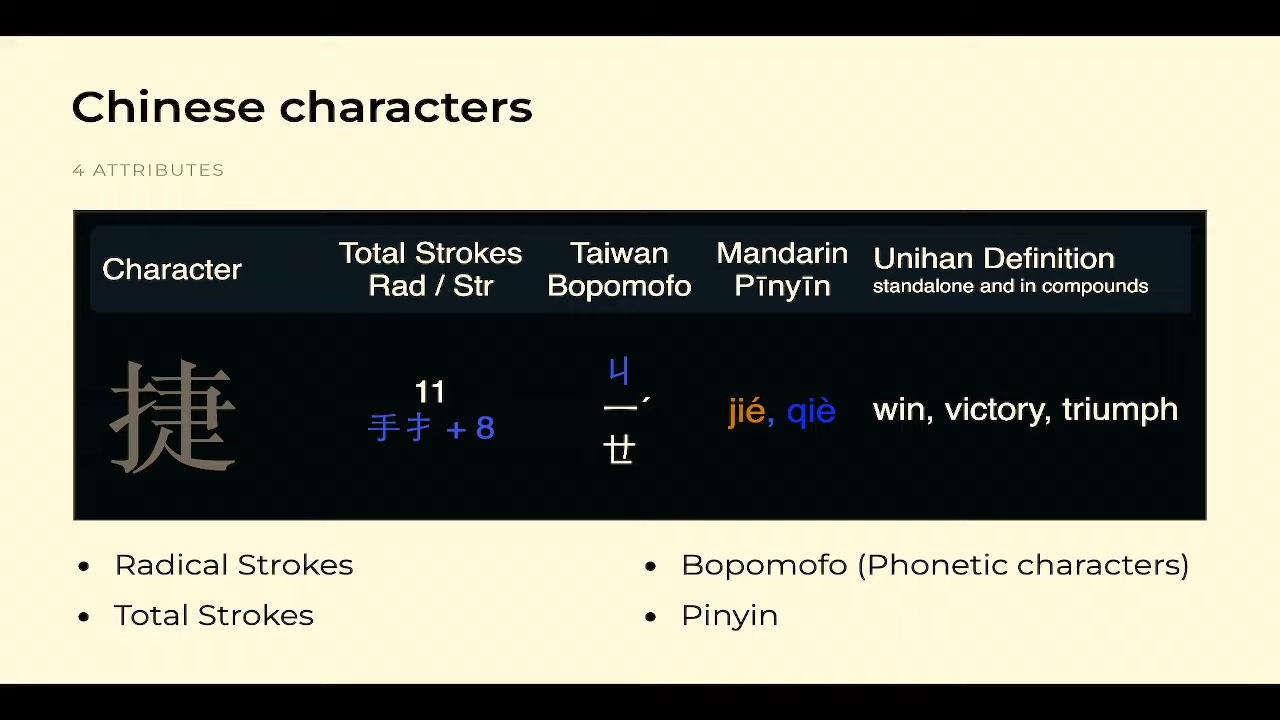 Chinese characters
4 ATTRIBUTES
Character
Total Strokes
Rad / Str
Taiwan
Bopomofo
Mandarin
Pīnyīn
Unihan Definition
standalone and in compounds
捷
11
手扌 + 8
ㄐ
ㄧˊ
ㄝ
jié, qiè
win, victory, triumph
• Radical Strokes
• Total Strokes
• Bopomofo (Phonetic characters)
• Pinyin